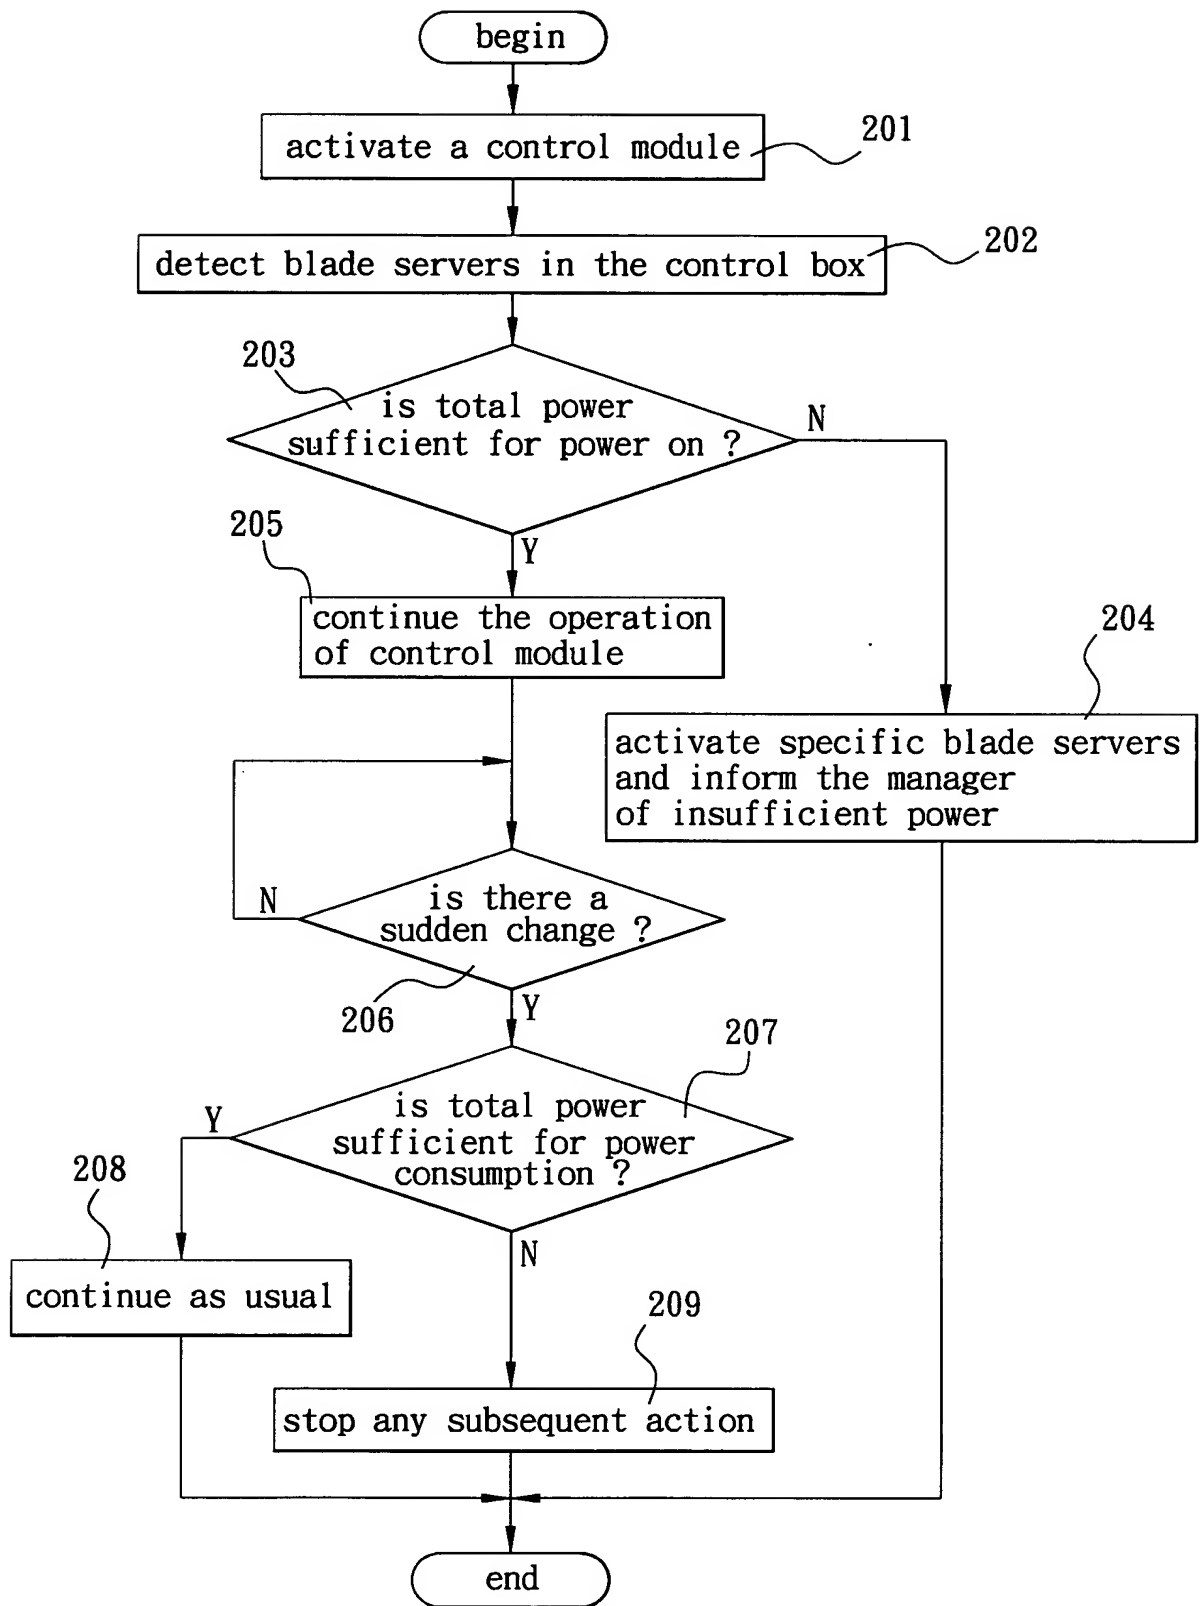 begin
activate a control module
201
detect blade servers in the control box
202
203
is total power
sufficient for power on ?
N
Y
205
continue the operation
of control module
204
activate specific blade servers
and inform the manager
of insufficient power
N
is there a
sudden change ?
206
Y
207
is total power
sufficient for power
consumption ?
Y
208
N
continue as usual
209
stop any subsequent action
end